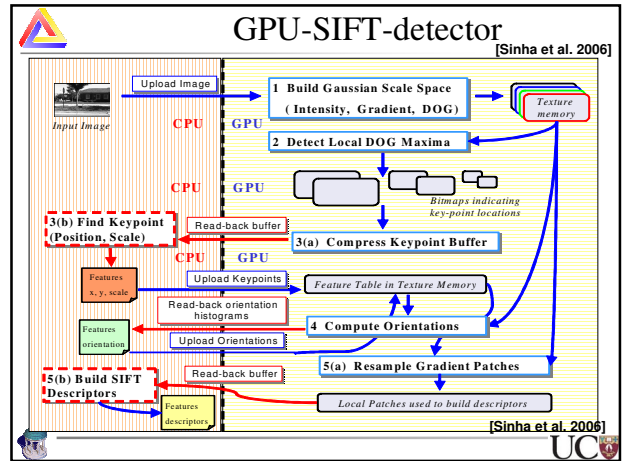 GPU-SIFT-detector
[Sinha et al. 2006]
Upload Image
1 Build Gaussian Scale Space
( Intensity, Gradient, DOG)
Texture
memory
Input Image
CPU
GPU
2 Detect Local DOG Maxima
CPU
GPU
Bitmaps indicating
key-point locations
3(b) Find Keypoint
(Position, Scale)
Read-back buffer
3(a) Compress Keypoint Buffer
CPU
GPU
Features
x, y, scale
Upload Keypoints
Feature Table in Texture Memory
Read-back orientation
histograms
4 Compute Orientations
Features
orientation
Upload Orientations
5(a) Resample Gradient Patches
5(b) Build SIFT
Descriptors
Read-back buffer
Local Patches used to build descriptors
Features
descriptors
[Sinha et al. 2006]
UC